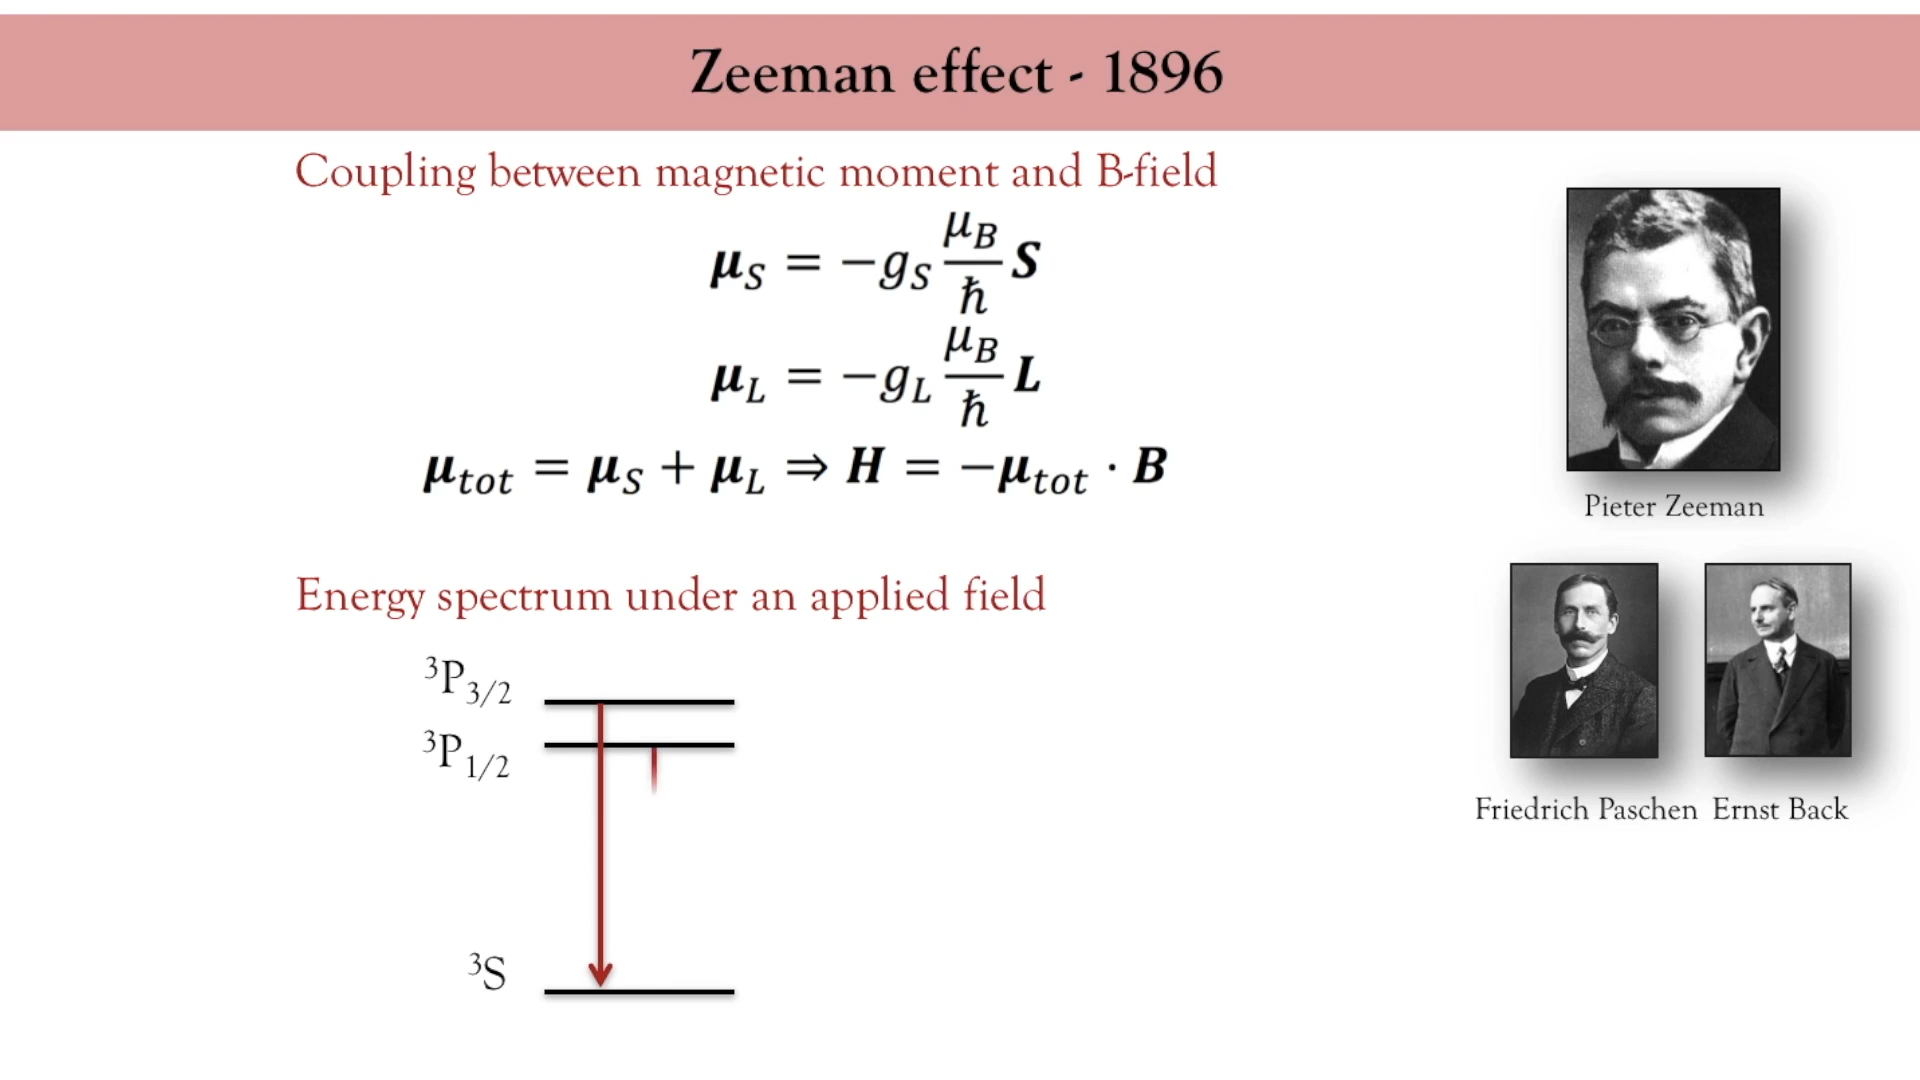 Zeeman effect - 1896
Coupling between magnetic moment and B-field
μ_S = −g_S μ_B/ħ S
μ_L = −g_L μ_B/ħ L
μ_tot = μ_S + μ_L ⇒ H = −μ_tot · B
Pieter Zeeman
Energy spectrum under an applied field
³P_3/2
³P_1/2
³S
Friedrich Paschen
Ernst Back